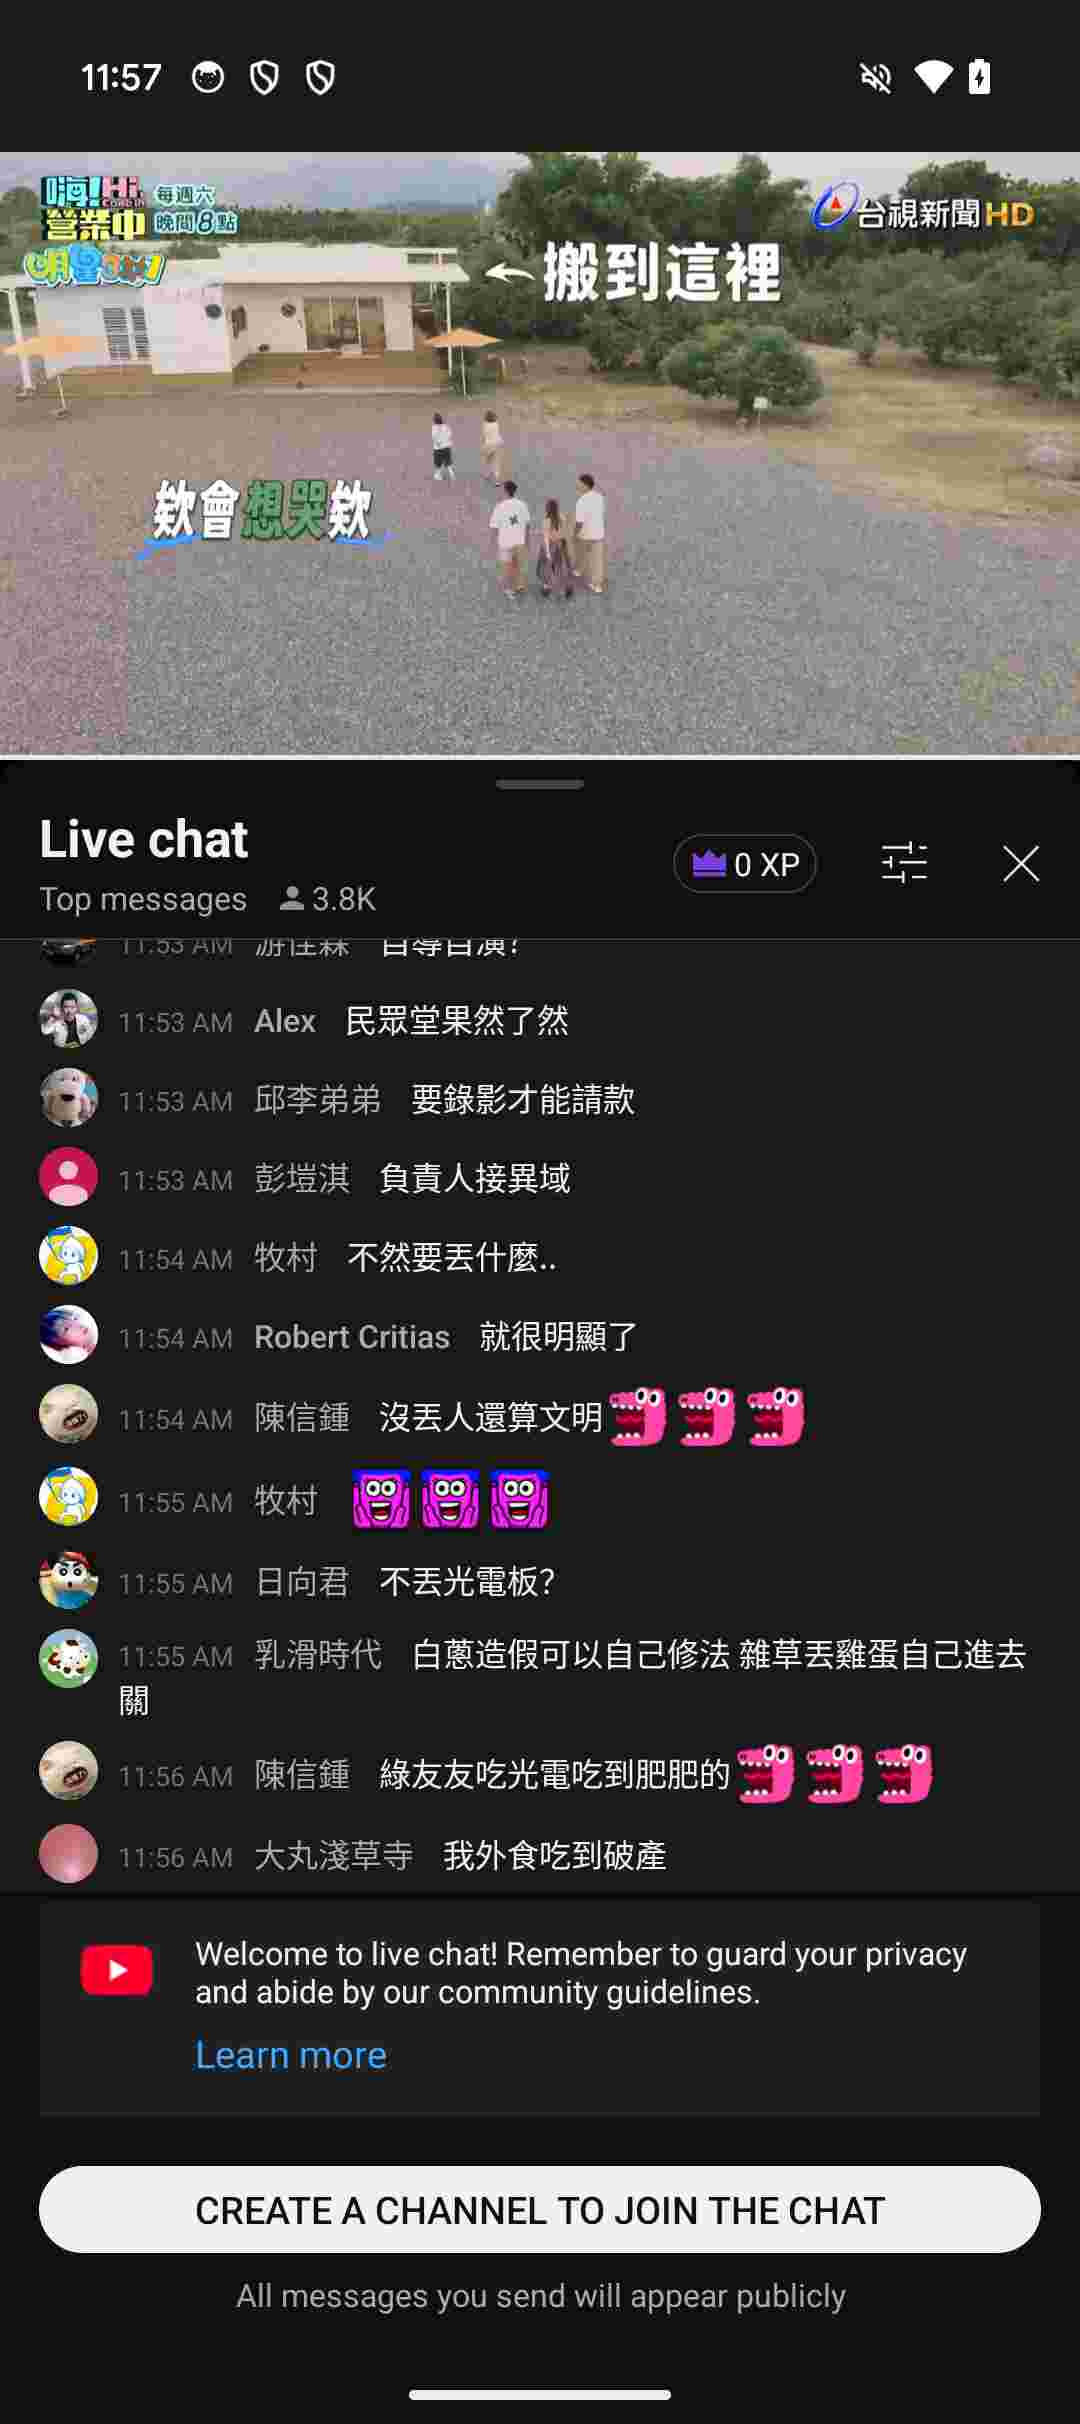 11:57
嗨!Hi
營業中
每週六
晚間8點
台視新聞HD
搬到這裡
欸會想哭欸
Live chat
Top messages 3.8K
0 XP
11:53 AM 游佳霖 自導自演?
11:53 AM Alex 民眾堂果然了然
11:53 AM 邱李弟弟 要錄影才能請款
11:53 AM 彭塏淇 負責人接異域
11:54 AM 牧村 不然要丟什麼..
11:54 AM Robert Critias 就很明顯了
11:54 AM 陳信鍾 沒丟人還算文明
11:55 AM 牧村
11:55 AM 日向君 不丟光電板?
11:55 AM 乳滑時代 白蔥造假可以自己修法 雜草丟雞蛋自己進去
關
11:56 AM 陳信鍾 綠友友吃光電吃到肥肥的
11:56 AM 大丸淺草寺 我外食吃到破產
Welcome to live chat! Remember to guard your privacy
and abide by our community guidelines.
Learn more
CREATE A CHANNEL TO JOIN THE CHAT
All messages you send will appear publicly